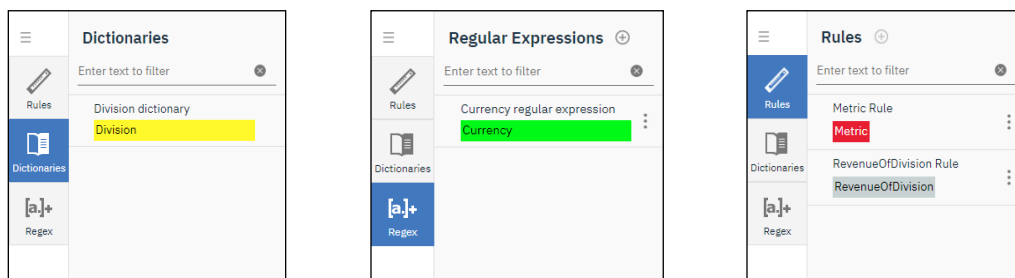 Dictionaries
Enter text to filter
Rules
Division dictionary
Division
Dictionaries
[a.]+
Regex
Regular Expressions
Enter text to filter
Rules
Currency regular expression
Currency
Dictionaries
[a.]+
Regex
Rules
Enter text to filter
Rules
Metric Rule
Metric
Dictionaries
RevenueOfDivision Rule
RevenueOfDivision
[a.]+
Regex